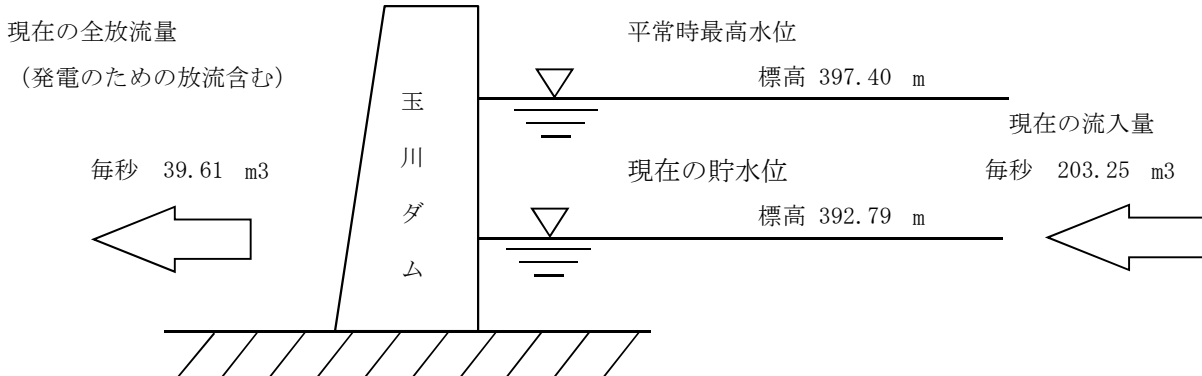 現在の全放流量
（発電のための放流含む）
毎秒 39.61 m3
玉川ダム
平常時最高水位
標高 397.40 m
現在の貯水位
標高 392.79 m
現在の流入量
毎秒 203.25 m3